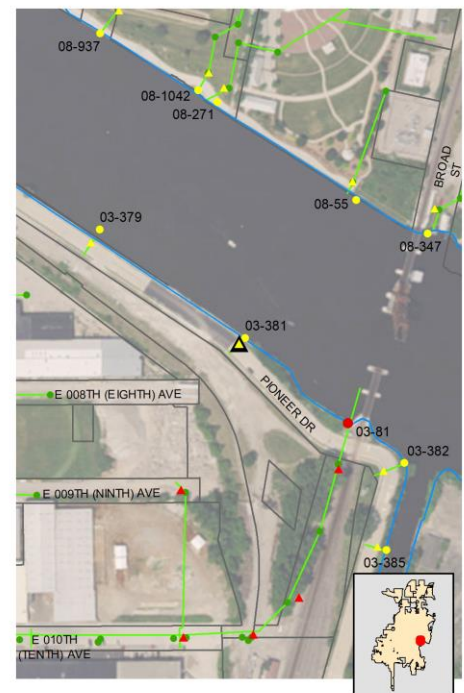 08-937
08-1042
08-271
BROAD
ST
08-55
03-379
08-347
03-381
PIONEER DR
E 008TH (EIGHTH) AVE
03-81
03-382
E 009TH (NINTH) AVE
03-385
E 010TH
(TENTH) AVE